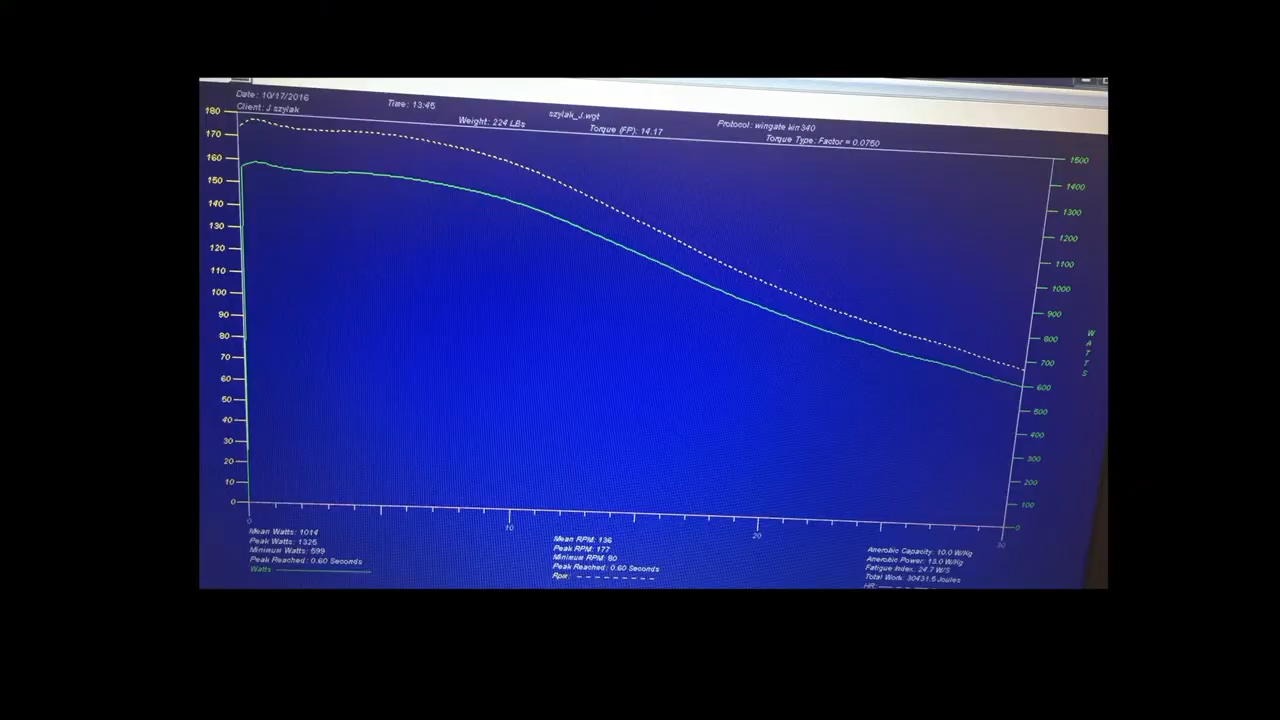 Date: 10/17/2016
Client: J szylak
Time: 13:45
szylak_J.wgt
Weight: 224 LBs
Torque (FP): 14.17
Protocol: wingate kin 340
Torque Type: Factor = 0.0750
180
170
160
150
140
130
120
110
100
90
80
70
60
50
40
30
20
10
0
1500
1400
1300
1200
1100
1000
900
800
700
600
500
400
300
200
100
0
WATTS
0
10
20
30
Mean Watts: 1014
Peak Watts: 1325
Minimum Watts: 599
Peak Reached: 0.60 Seconds
Watts
Mean RPM: 136
Peak RPM: 177
Minimum RPM: 80
Peak Reached: 0.60 Seconds
Rpm:
Anerobic Capacity: 10.0 W/Kg
Anerobic Power: 13.0 W/Kg
Fatigue Index: 24.7 W/S
Total Work: 30431.5 Joules
HR: